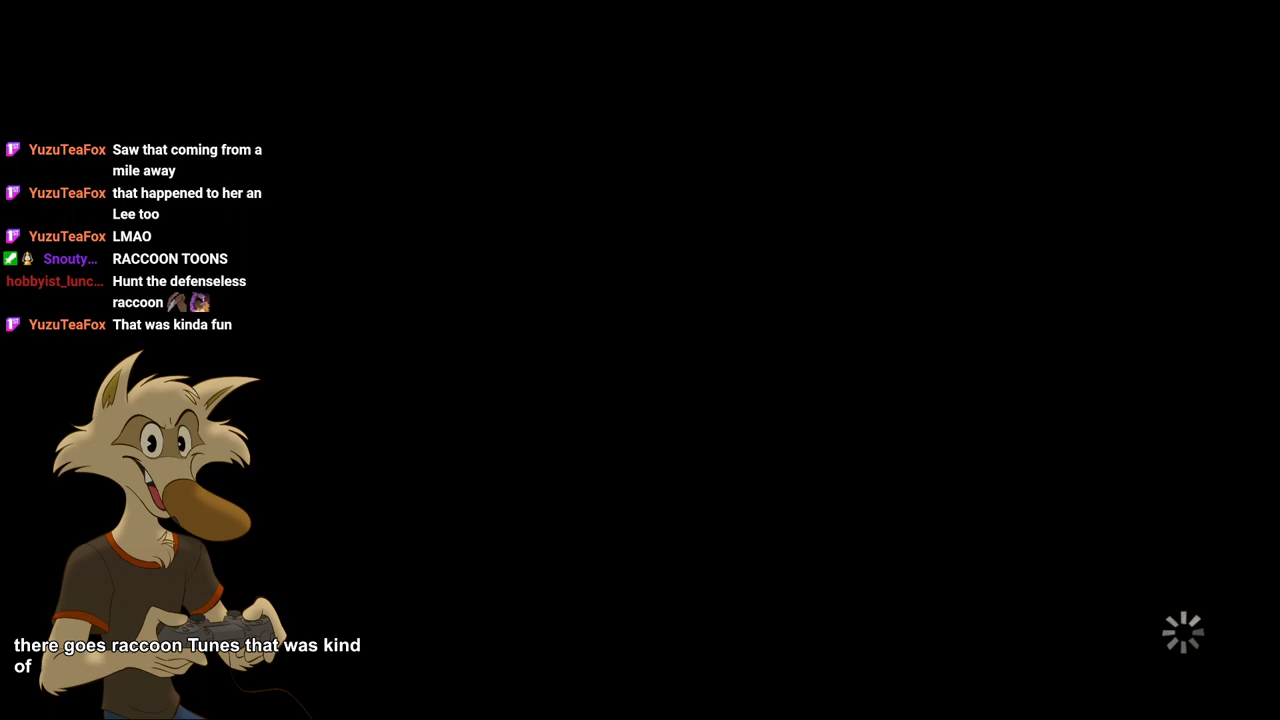 YuzuTeaFox Saw that coming from a
mile away
YuzuTeaFox that happened to her an
Lee too
YuzuTeaFox LMAO
Snouty... RACCOON TOONS
hobbyist_lunc... Hunt the defenseless
raccoon
YuzuTeaFox That was kinda fun
there goes raccoon Tunes that was kind
of